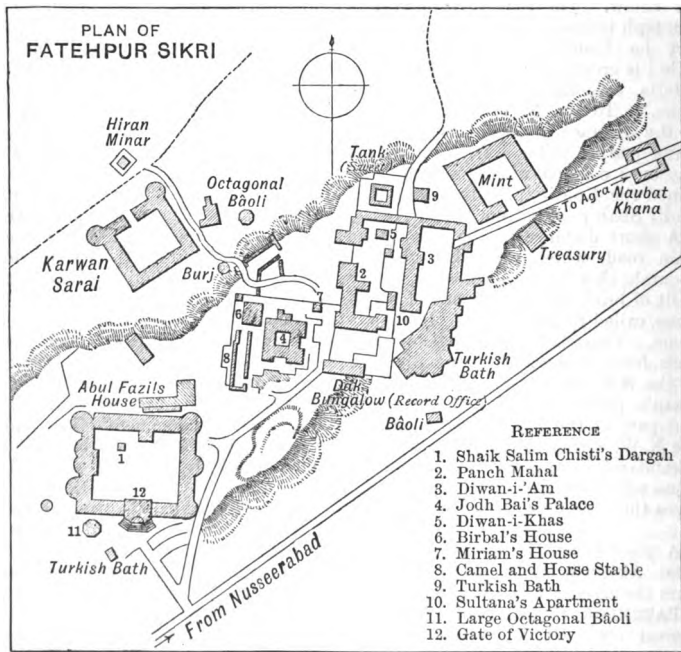 PLAN OF
FATEHPUR SIKRI
Hiran
Minar
Octagonal
Bâoli
Tank
(Sweet
9
Mint
To Agra
Naubat
Khana
Karwan
Sarai
Burj
5
3
2
Treasury
7
6
4
10
8
Turkish
Bath
Abul Fazils
House
Dak
Bungalow (Record Office)
Bâoli
1
12
11
Turkish Bath
From Nusseerabad
REFERENCE
1. Shaik Salim Chisti's Dargah
2. Panch Mahal
3. Diwan-i-'Am
4. Jodh Bai's Palace
5. Diwan-i-Khas
6. Birbal's House
7. Miriam's House
8. Camel and Horse Stable
9. Turkish Bath
10. Sultana's Apartment
11. Large Octagonal Bâoli
12. Gate of Victory